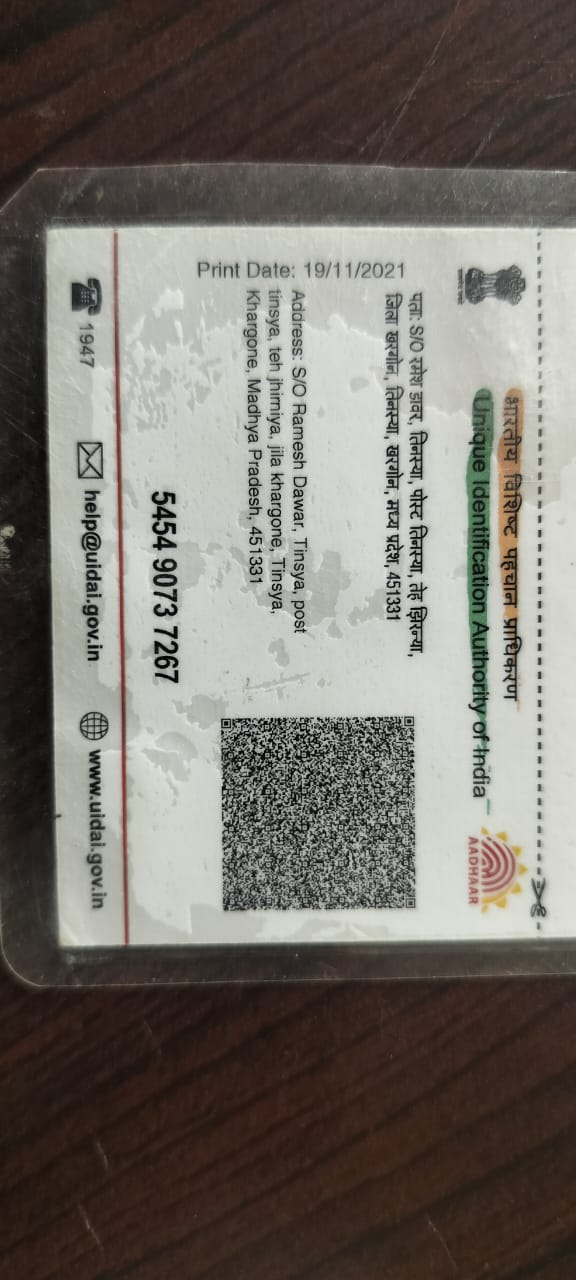 भारतीय विशिष्ट पहचान प्राधिकरण
Unique Identification Authority of India
AADHAAR
Print Date: 19/11/2021
पता: S/O रमेश डावर, तिनस्या, पोस्ट तिनस्या, तेह झिरन्या,
जिला खरगोन, तिनस्या, खरगोन, मध्य प्रदेश, 451331
Address: S/O Ramesh Dawar, Tinsya, post
tinsya, teh jhirniya, jila khargone, Tinsya,
Khargone, Madhya Pradesh, 451331
5454 9073 7267
1947
help@uidai.gov.in
www.uidai.gov.in